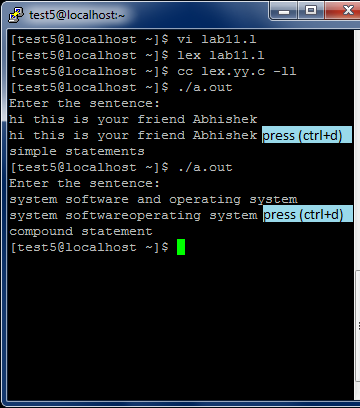 test5@localhost:~
[test5@localhost ~]$ vi lab11.l
[test5@localhost ~]$ lex lab11.l
[test5@localhost ~]$ cc lex.yy.c -ll
[test5@localhost ~]$ ./a.out
Enter the sentence:
hi this is your friend Abhishek
hi this is your friend Abhishek press (ctrl+d)
simple statements
[test5@localhost ~]$ ./a.out
Enter the sentence:
system software and operating system
system softwareoperating system press (ctrl+d)
compound statement
[test5@localhost ~]$